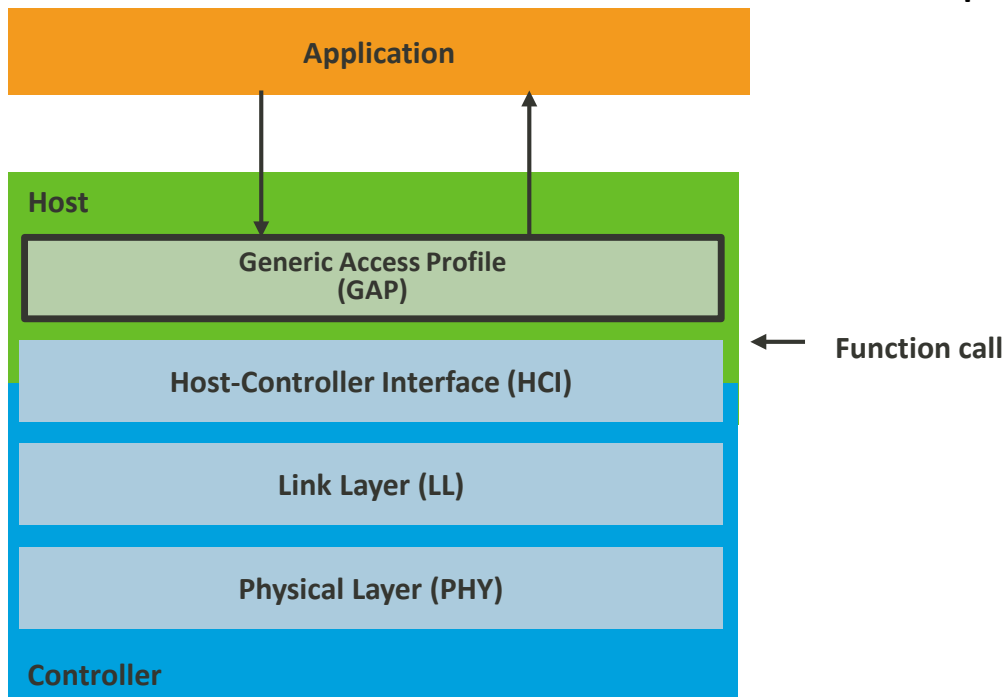 Application
Host
Generic Access Profile
(GAP)
Host-Controller Interface (HCI)
Function call
Link Layer (LL)
Physical Layer (PHY)
Controller